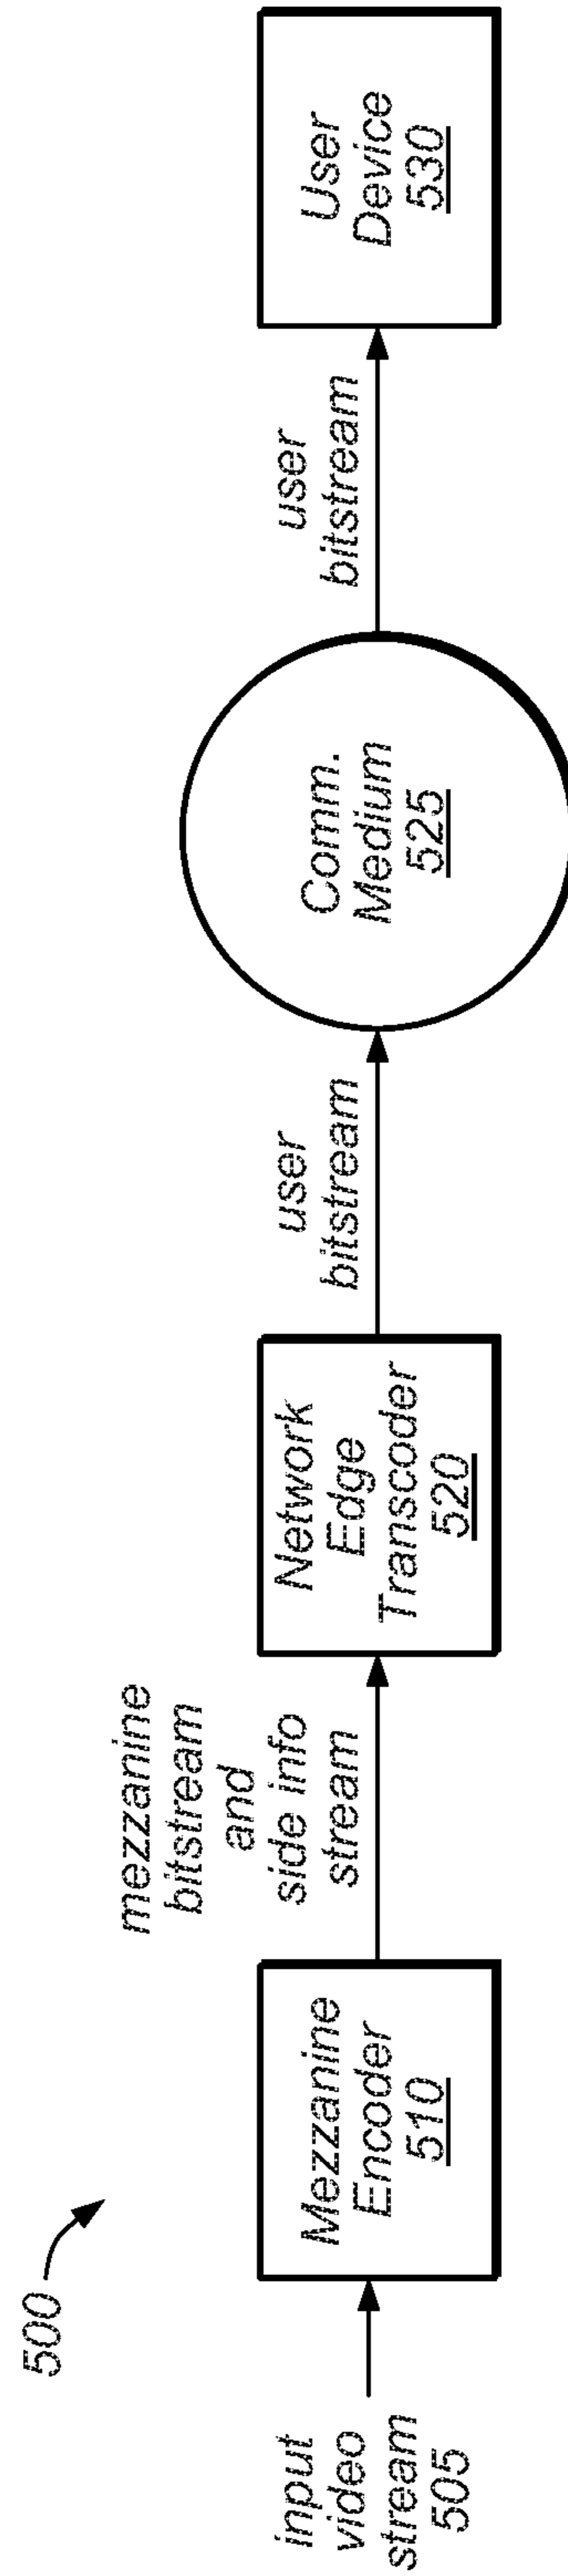 500
input
video
stream
505
Mezzanine
Encoder
510
mezzanine
bitstream
and
side info
stream
Network
Edge
Transcoder
520
user
bitstream
Comm.
Medium
525
user
bitstream
User
Device
530